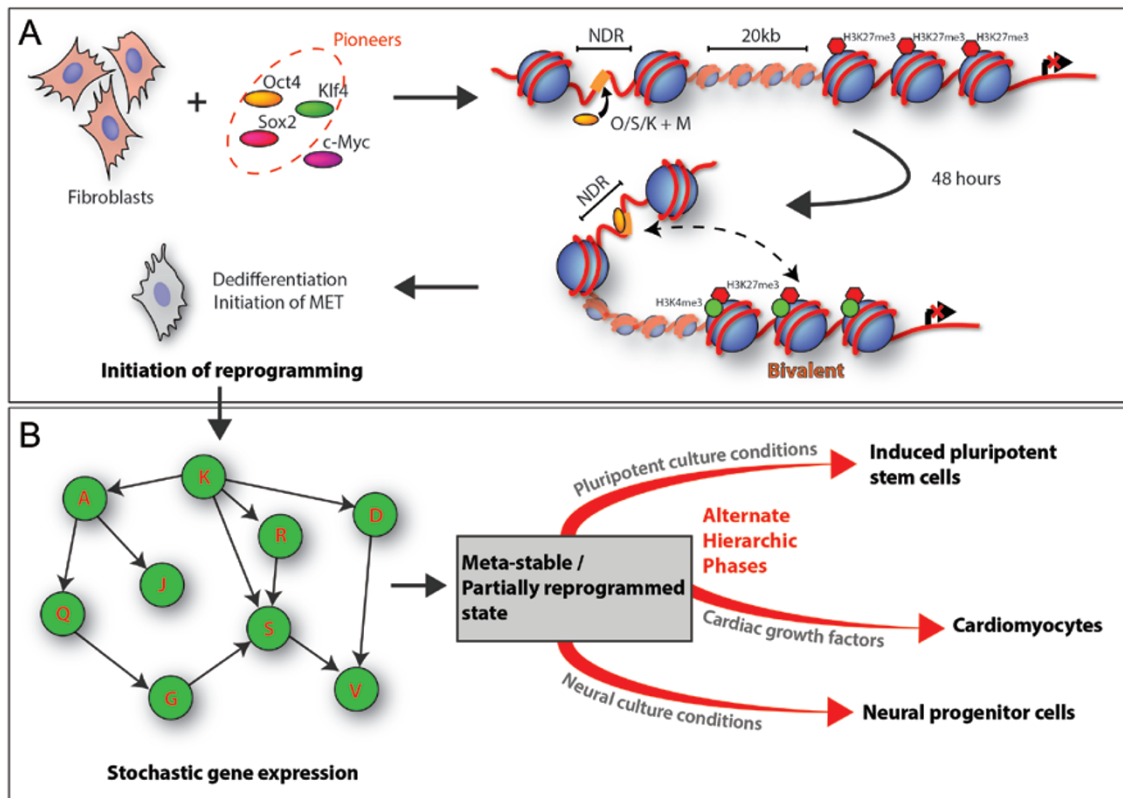 A
Fibroblasts
+
Pioneers
Oct4
Klf4
Sox2
c-Myc
NDR
20kb
H3K27me3
H3K27me3
H3K27me3
O/S/K + M
48 hours
NDR
H3K4me3
H3K27me3
Bivalent
Dedifferentiation
Initiation of MET
Initiation of reprogramming
B
K
A
D
R
J
Q
S
G
V
Stochastic gene expression
Meta-stable /
Partially reprogrammed
state
Pluripotent culture conditions
Induced pluripotent
stem cells
Alternate
Hierarchic
Phases
Cardiac growth factors
Cardiomyocytes
Neural culture conditions
Neural progenitor cells